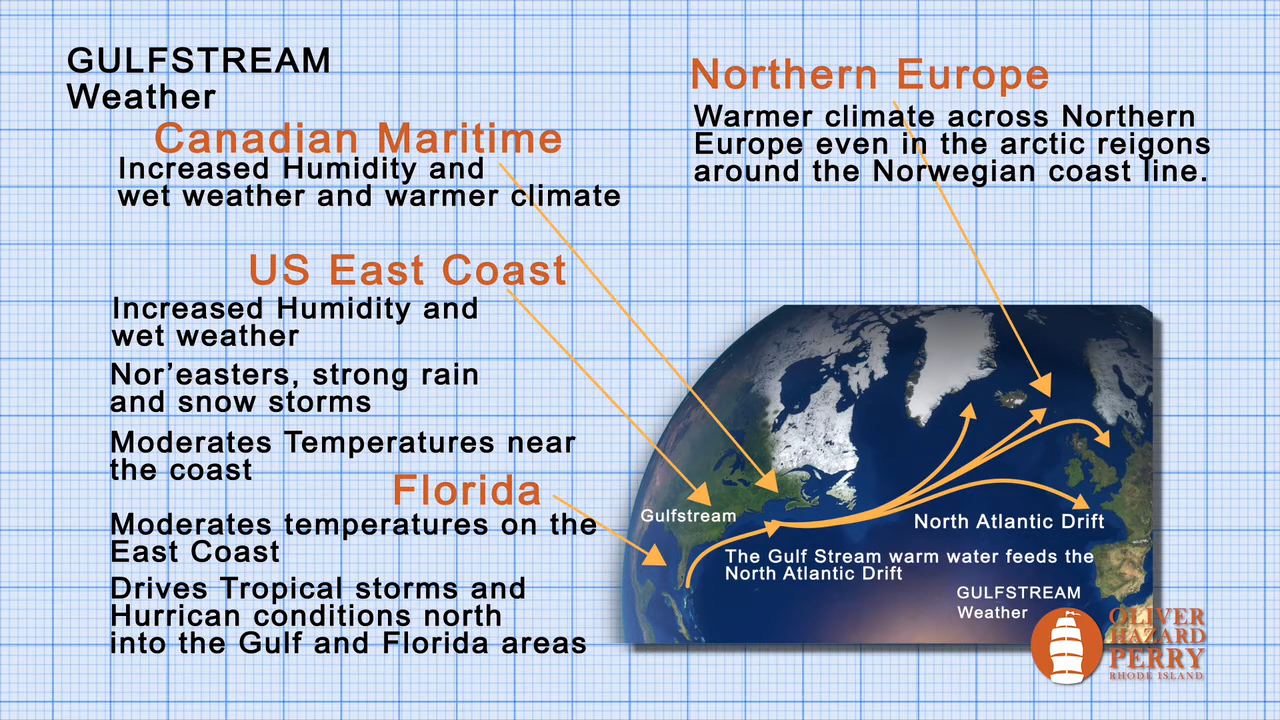 GULFSTREAM
Weather
Canadian Maritime
Increased Humidity and
wet weather and warmer climate
US East Coast
Increased Humidity and
wet weather
Nor'easters, strong rain
and snow storms
Moderates Temperatures near
the coast
Florida
Moderates temperatures on the
East Coast
Drives Tropical storms and
Hurrican conditions north
into the Gulf and Florida areas
Northern Europe
Warmer climate across Northern
Europe even in the arctic reigons
around the Norwegian coast line.
Gulfstream
North Atlantic Drift
The Gulf Stream warm water feeds the
North Atlantic Drift
GULFSTREAM
Weather
OLIVER
HAZARD
PERRY
RHODE ISLAND